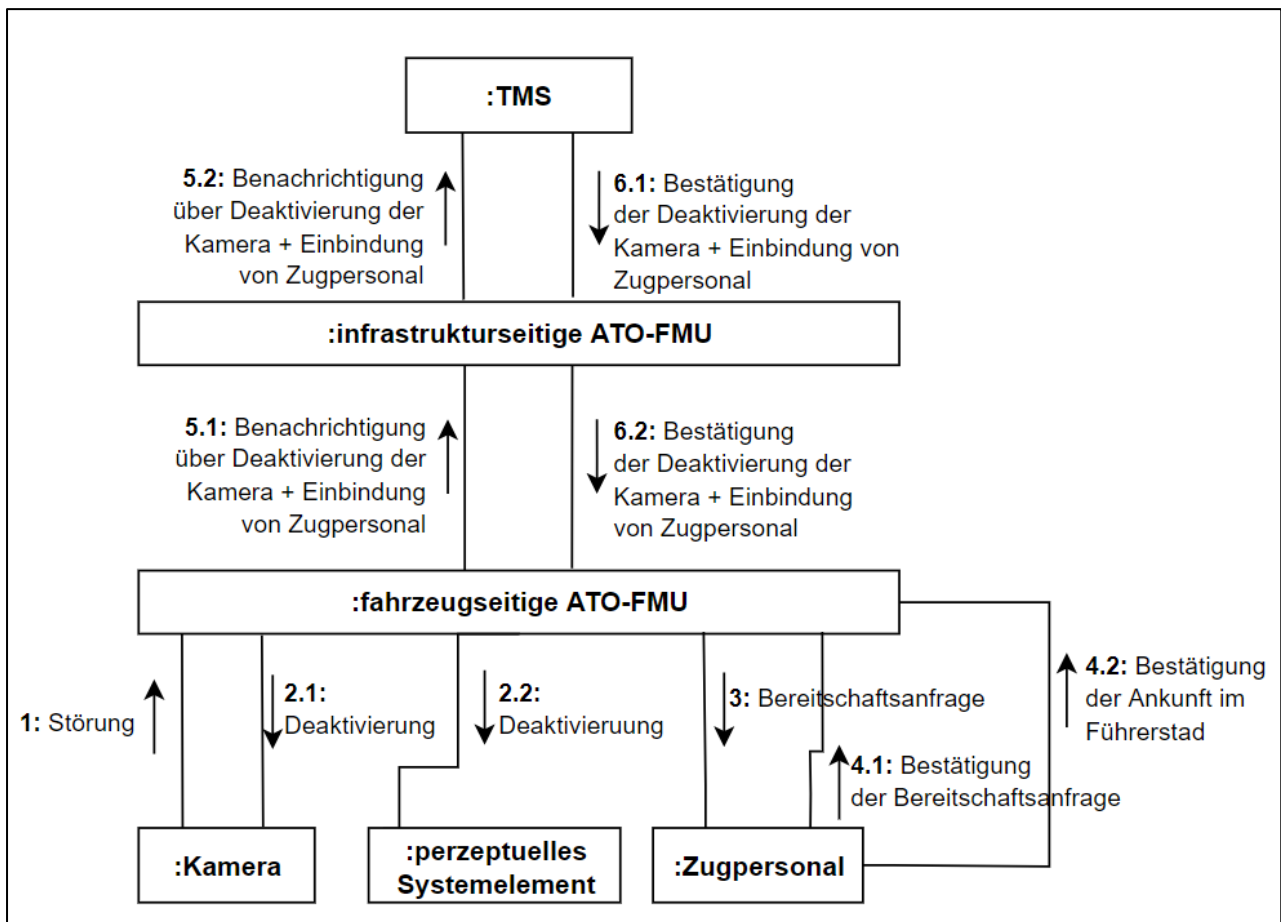 :TMS
5.2: Benachrichtigung
über Deaktivierung der
Kamera + Einbindung
von Zugpersonal
6.1: Bestätigung
der Deaktivierung der
Kamera + Einbindung von
Zugpersonal
:infrastrukturseitige ATO-FMU
5.1: Benachrichtigung
über Deaktivierung der
Kamera + Einbindung
von Zugpersonal
6.2: Bestätigung
der Deaktivierung der
Kamera + Einbindung
von Zugpersonal
:fahrzeugseitige ATO-FMU
1: Störung
2.1:
Deaktivierung
2.2:
Deaktivieruung
3: Bereitschaftsanfrage
4.1: Bestätigung
der Bereitschaftsanfrage
4.2: Bestätigung
der Ankunft im
Führerstad
:Kamera
:perzeptuelles
Systemelement
:Zugpersonal